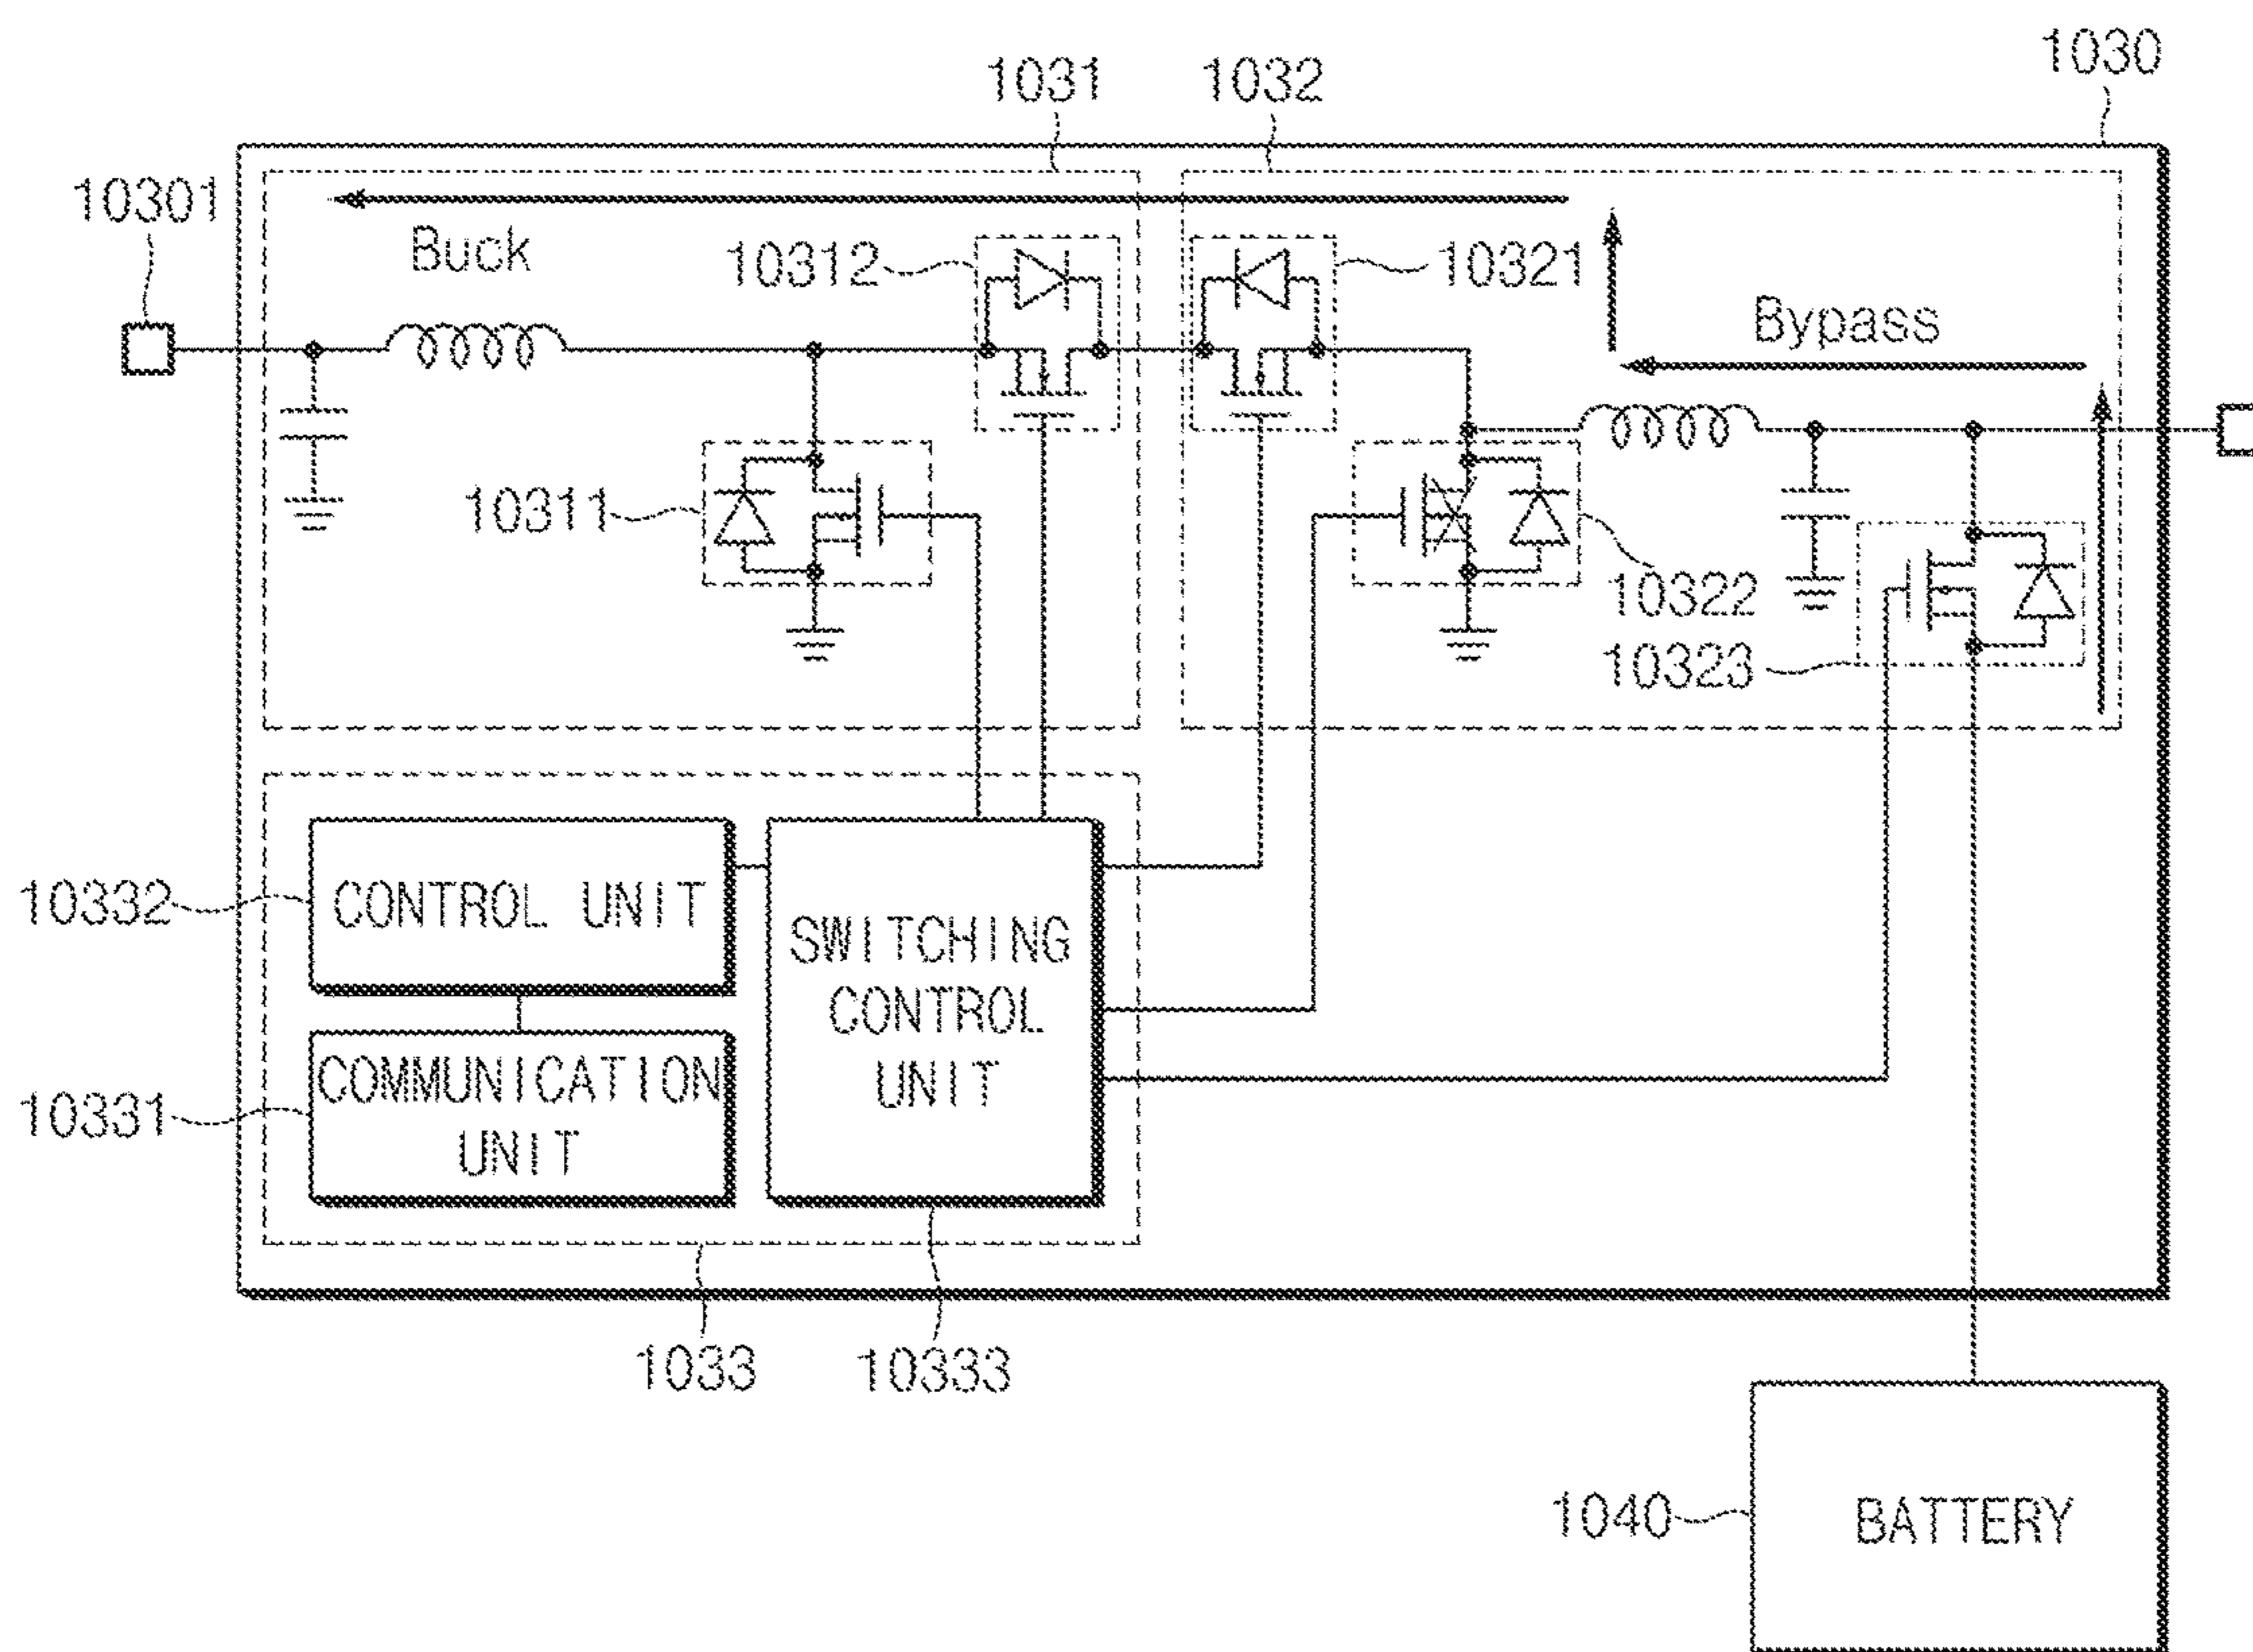 1030
1031
1032
10301
Buck
10312
10321
Bypass
10311
10322
10323
10332
CONTROL UNIT
SWITCHING
CONTROL
UNIT
COMMUNICATION
UNIT
10331
1033
10333
1040
BATTERY